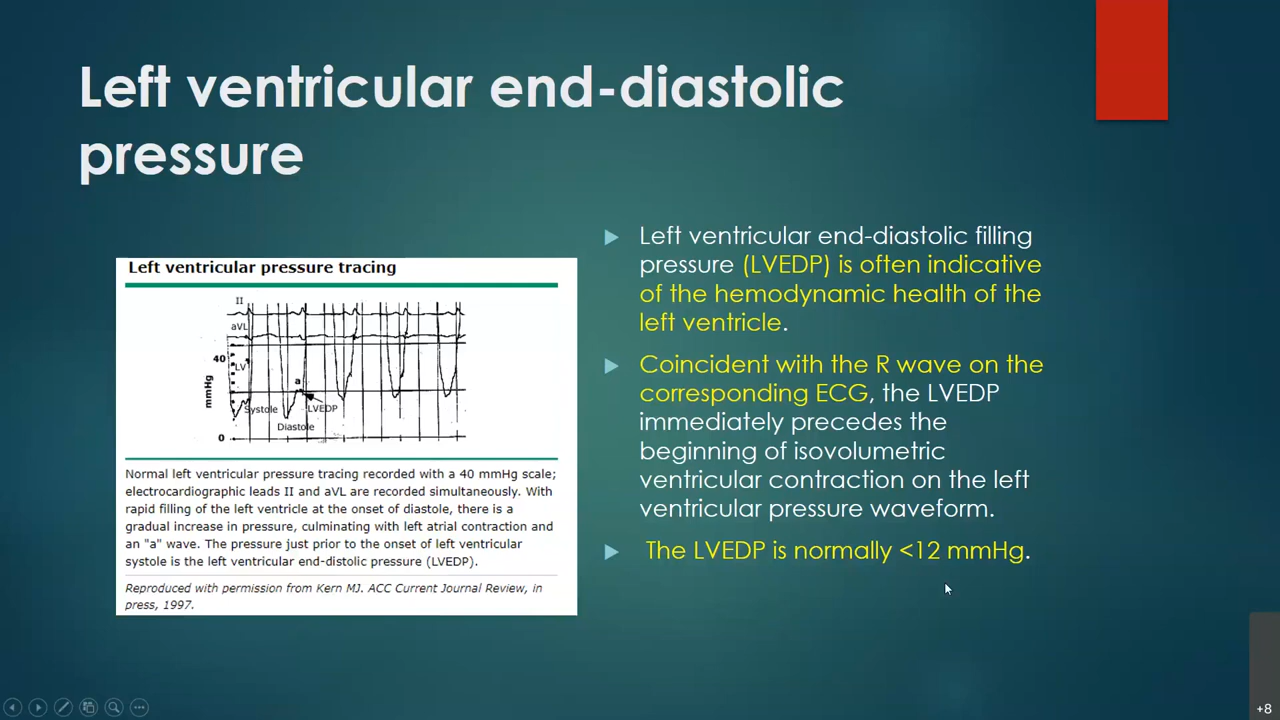 Left ventricular end-diastolic
pressure
Left ventricular pressure tracing
II
aVL
40
LV
mmHg
a
Systole
LVEDP
Diastole
0
Normal left ventricular pressure tracing recorded with a 40 mmHg scale;
electrocardiographic leads II and aVL are recorded simultaneously. With
rapid filling of the left ventricle at the onset of diastole, there is a
gradual increase in pressure, culminating with left atrial contraction and
an "a" wave. The pressure just prior to the onset of left ventricular
systole is the left ventricular end-distolic pressure (LVEDP).
Reproduced with permission from Kern MJ. ACC Current Journal Review, in
press, 1997.
Left ventricular end-diastolic filling
pressure (LVEDP) is often indicative
of the hemodynamic health of the
left ventricle.
Coincident with the R wave on the
corresponding ECG, the LVEDP
immediately precedes the
beginning of isovolumetric
ventricular contraction on the left
ventricular pressure waveform.
The LVEDP is normally <12 mmHg.
+8